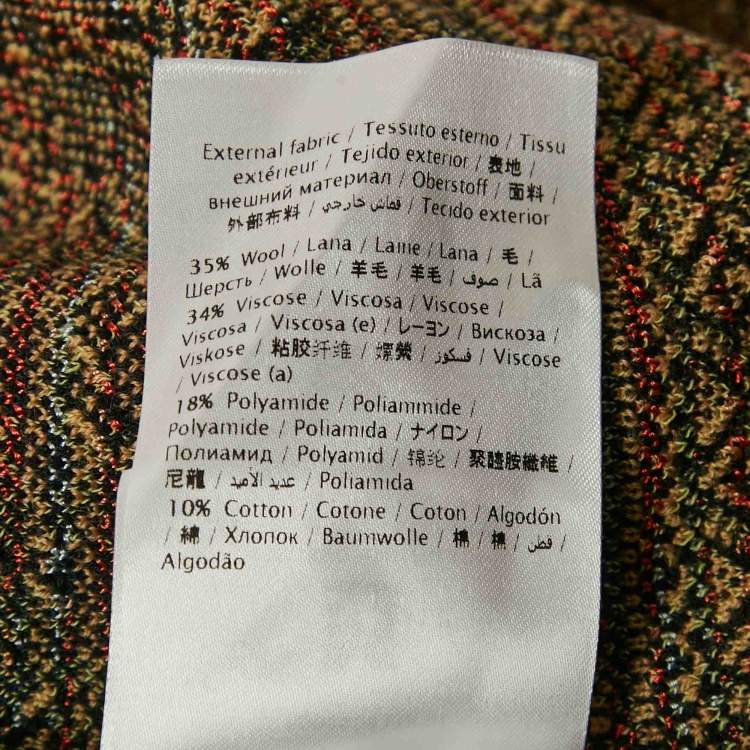 External fabric / Tessuto esterno / Tissu
extérieur / Tejido exterior / 表地 /
внешний материал / Oberstoff / 面料 /
外部布料 / قماش خارجي / Tecido exterior
35% Wool / Lana / Laine / Lana / 毛 /
Шерсть / Wolle / 羊毛 / 羊毛 / صوف / Lã
34% Viscose / Viscosa / Viscose /
Viscosa / Viscosa (e) / レーヨン / Вискоза /
Viskose / 粘胶纤维 / 嫘縈 / فسكوز / Viscose
/ Viscose (a)
18% Polyamide / Poliammide /
Polyamide / Poliamida / ナイロン /
Полиамид / Polyamid / 锦纶 / 聚醯胺纖維 /
尼龍 / عديد الأميد / Poliamida
10% Cotton / Cotone / Coton / Algodón
/ 綿 / Хлопок / Baumwolle / 棉 / 棉 / قطن /
Algodão